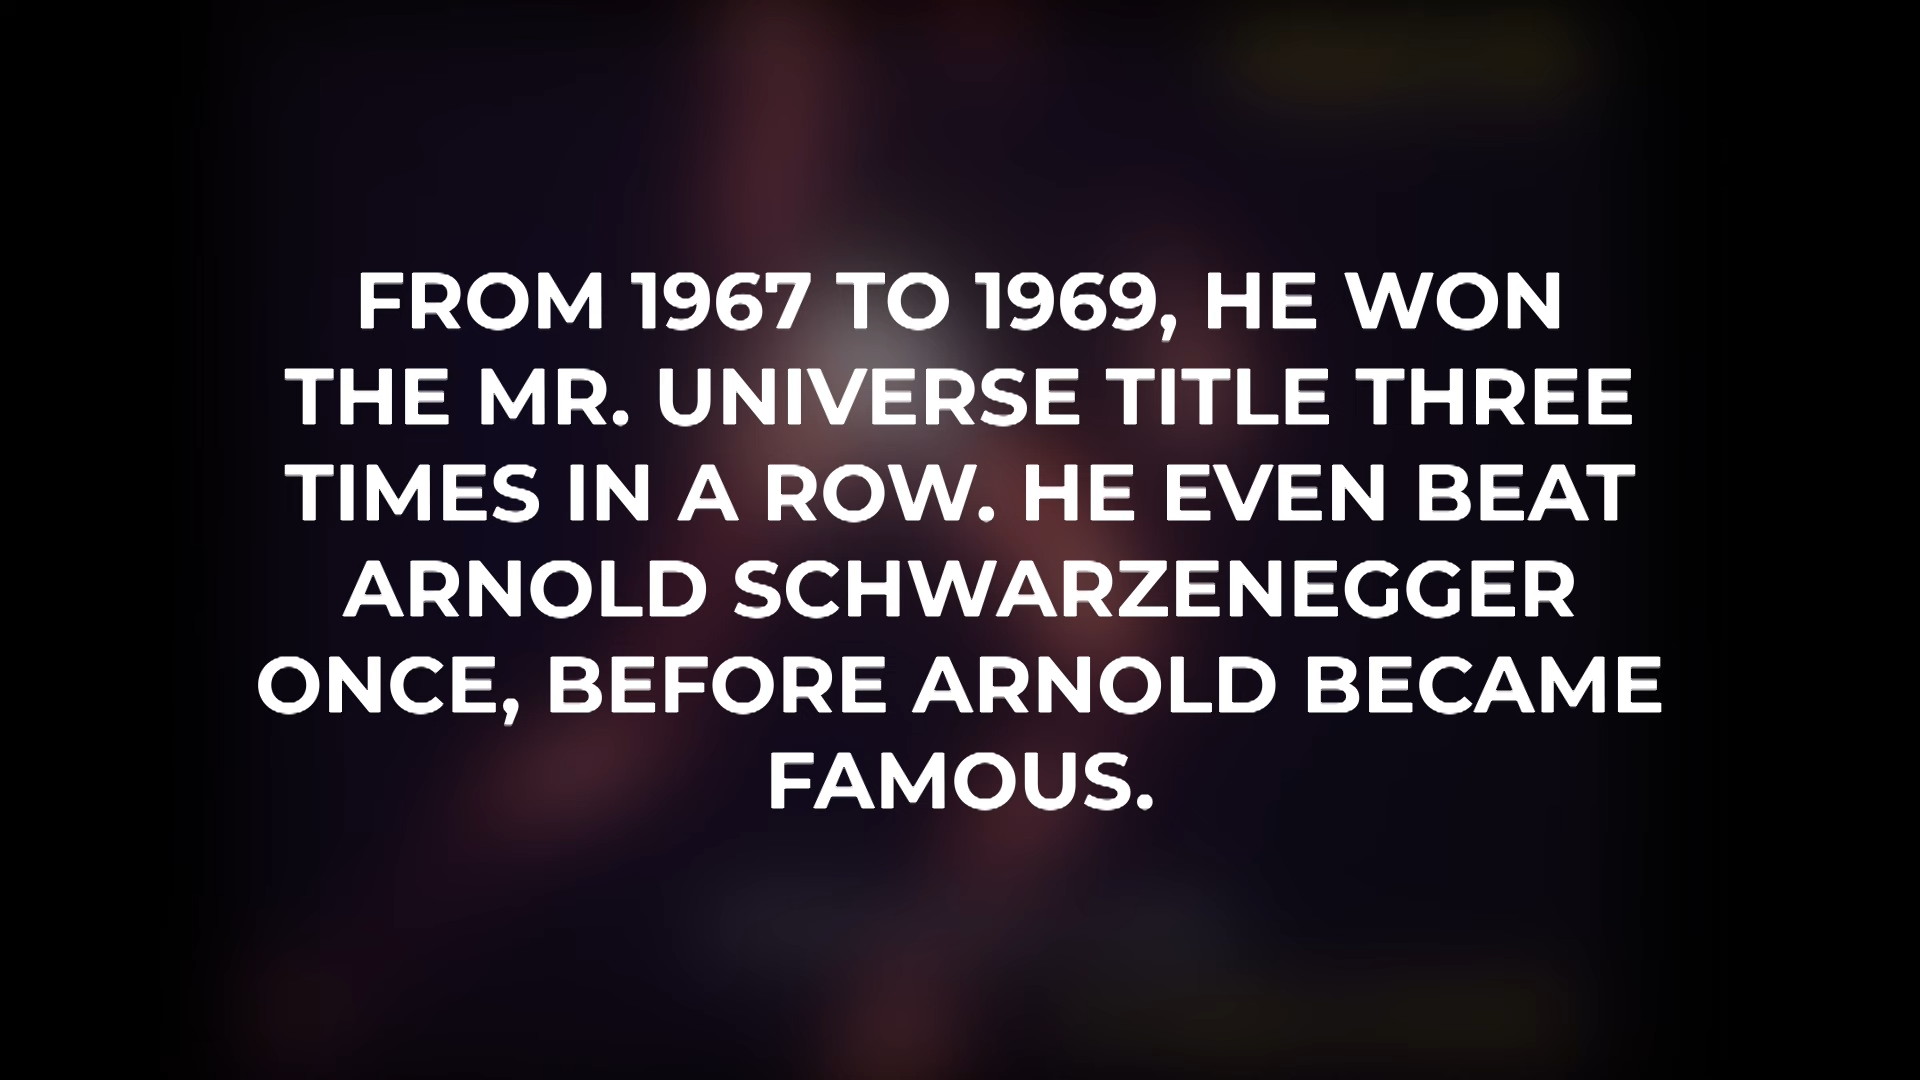 FROM 1967 TO 1969, HE WON
THE MR. UNIVERSE TITLE THREE
TIMES IN A ROW. HE EVEN BEAT
ARNOLD SCHWARZENEGGER
ONCE, BEFORE ARNOLD BECAME
FAMOUS.